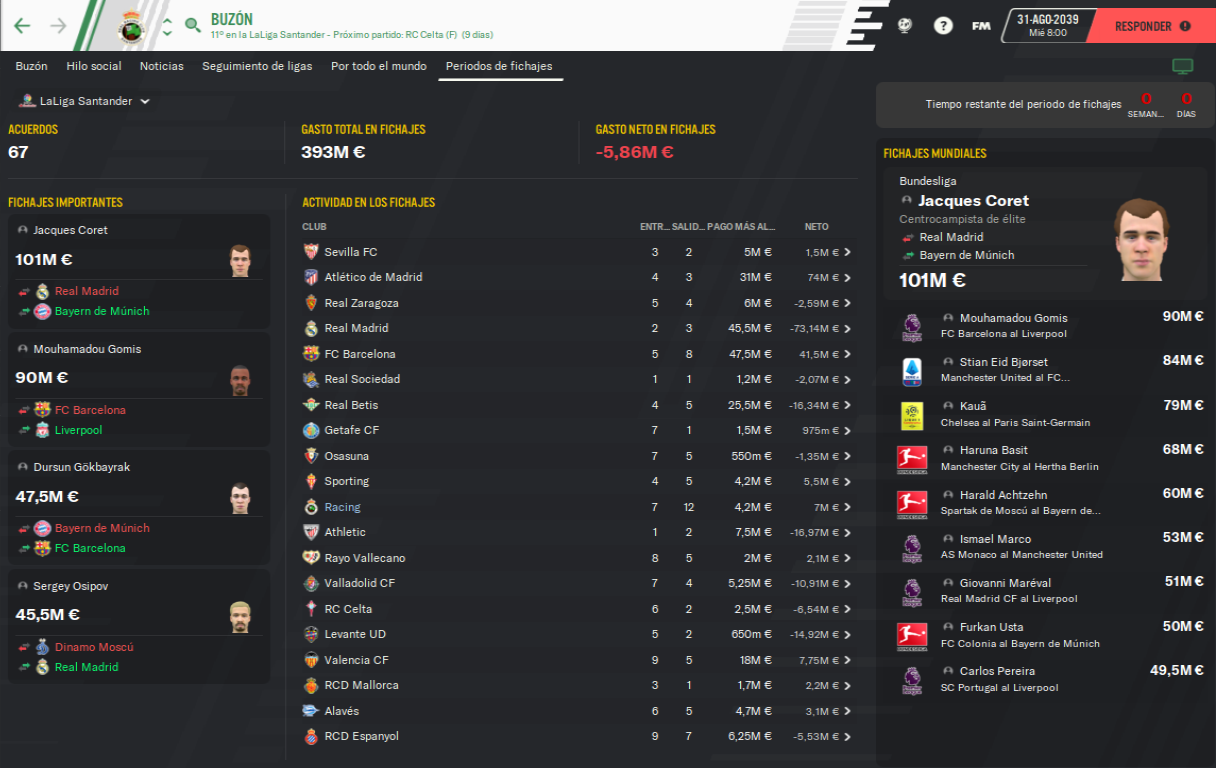 BUZÓN
11º en la LaLiga Santander - Próximo partido: RC Celta (F) (9 días)
?
FM
31-AGO-2039
Mié 8:00
RESPONDER
Buzón
Hilo social
Noticias
Seguimiento de ligas
Por todo el mundo
Periodos de fichajes
LaLiga Santander
Tiempo restante del periodo de fichajes
0
SEMAN...
0
DÍAS
ACUERDOS
67
GASTO TOTAL EN FICHAJES
393M €
GASTO NETO EN FICHAJES
-5,86M €
FICHAJES IMPORTANTES
Jacques Coret
101M €
Real Madrid
Bayern de Múnich
Mouhamadou Gomis
90M €
FC Barcelona
Liverpool
Dursun Gökbayrak
47,5M €
Bayern de Múnich
FC Barcelona
Sergey Osipov
45,5M €
Dinamo Moscú
Real Madrid
ACTIVIDAD EN LOS FICHAJES
CLUB ENTR... SALID... PAGO MÁS AL... NETO
Sevilla FC 3 2 5M € 1,5M €
Atlético de Madrid 4 3 31M € 74M €
Real Zaragoza 5 4 6M € -2,59M €
Real Madrid 2 3 45,5M € -73,14M €
FC Barcelona 5 8 47,5M € 41,5M €
Real Sociedad 1 1 1,2M € -2,07M €
Real Betis 4 5 25,5M € -16,34M €
Getafe CF 7 1 1,5M € 975m €
Osasuna 7 5 550m € -1,35M €
Sporting 4 5 4,2M € 5,5M €
Racing 7 12 4,2M € 7M €
Athletic 1 2 7,5M € -16,97M €
Rayo Vallecano 8 5 2M € 2,1M €
Valladolid CF 7 4 5,25M € -10,91M €
RC Celta 6 2 2,5M € -6,54M €
Levante UD 5 2 650m € -14,92M €
Valencia CF 9 5 18M € 7,75M €
RCD Mallorca 3 1 1,7M € 2,2M €
Alavés 6 5 4,7M € 3,1M €
RCD Espanyol 9 7 6,25M € -5,53M €
FICHAJES MUNDIALES
Bundesliga
Jacques Coret
Centrocampista de élite
Real Madrid
Bayern de Múnich
101M €
Mouhamadou Gomis 90M €
FC Barcelona al Liverpool
Stian Eid Bjørset 84M €
Manchester United al FC...
Kauã 79M €
Chelsea al Paris Saint-Germain
Haruna Basit 68M €
Manchester City al Hertha Berlin
Harald Achtzehn 60M €
Spartak de Moscú al Bayern de...
Ismael Marco 53M €
AS Monaco al Manchester United
Giovanni Maréval 51M €
Real Madrid CF al Liverpool
Furkan Usta 50M €
FC Colonia al Bayern de Múnich
Carlos Pereira 49,5M €
SC Portugal al Liverpool